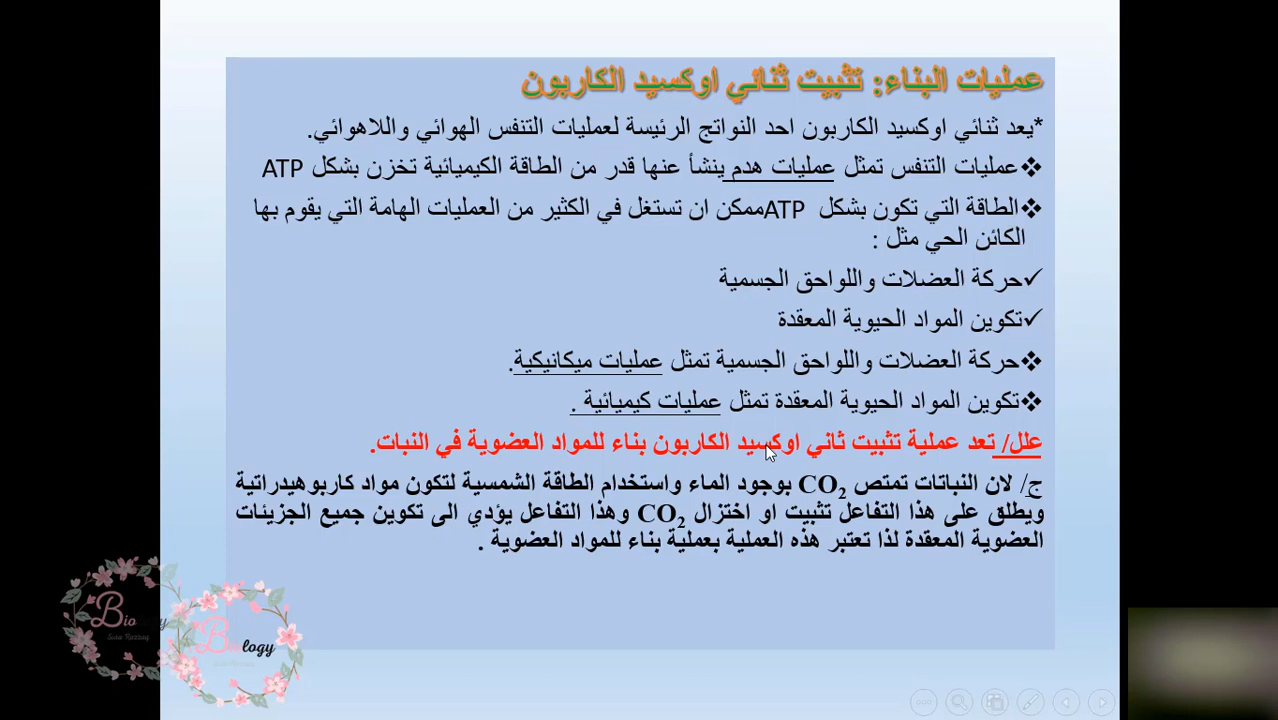 عمليات البناء: تثبيت ثنائي اوكسيد الكاربون
*يعد ثنائي اوكسيد الكاربون احد النواتج الرئيسة لعمليات التنفس الهوائي واللاهوائي.
❖عمليات التنفس تمثل عمليات هدم ينشأ عنها قدر من الطاقة الكيميائية تخزن بشكل ATP
❖الطاقة التي تكون بشكل ATPممكن ان تستغل في الكثير من العمليات الهامة التي يقوم بها
الكائن الحي مثل :
✓حركة العضلات واللواحق الجسمية
✓تكوين المواد الحيوية المعقدة
❖حركة العضلات واللواحق الجسمية تمثل عمليات ميكانيكية.
❖تكوين المواد الحيوية المعقدة تمثل عمليات كيميائية .
علل/ تعد عملية تثبيت ثاني اوكسيد الكاربون بناء للمواد العضوية في النبات.
ج/ لان النباتات تمتص CO₂ بوجود الماء واستخدام الطاقة الشمسية لتكون مواد كاربوهيدراتية
ويطلق على هذا التفاعل تثبيت او اختزال CO₂ وهذا التفاعل يؤدي الى تكوين جميع الجزيئات
العضوية المعقدة لذا تعتبر هذه العملية بعملية بناء للمواد العضوية .
Biology
Biology